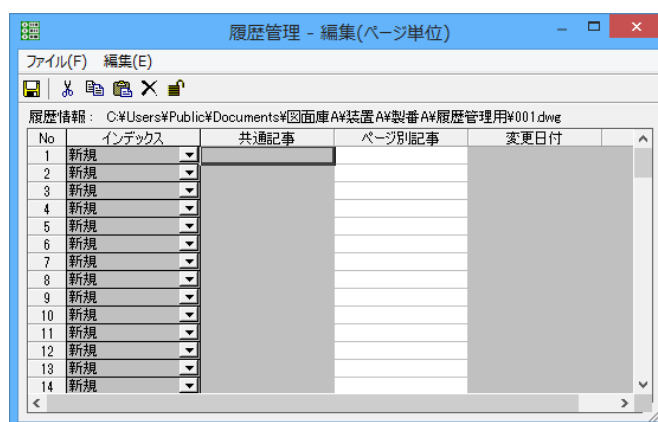 履歴管理 - 編集(ページ単位)
ファイル(F) 編集(E)
履歴情報 : C:¥Users¥Public¥Documents¥図面庫A¥装置A¥製番A¥履歴管理用¥001.dwg
No インデックス 共通記事 ページ別記事 変更日付
1 新規
2 新規
3 新規
4 新規
5 新規
6 新規
7 新規
8 新規
9 新規
10 新規
11 新規
12 新規
13 新規
14 新規